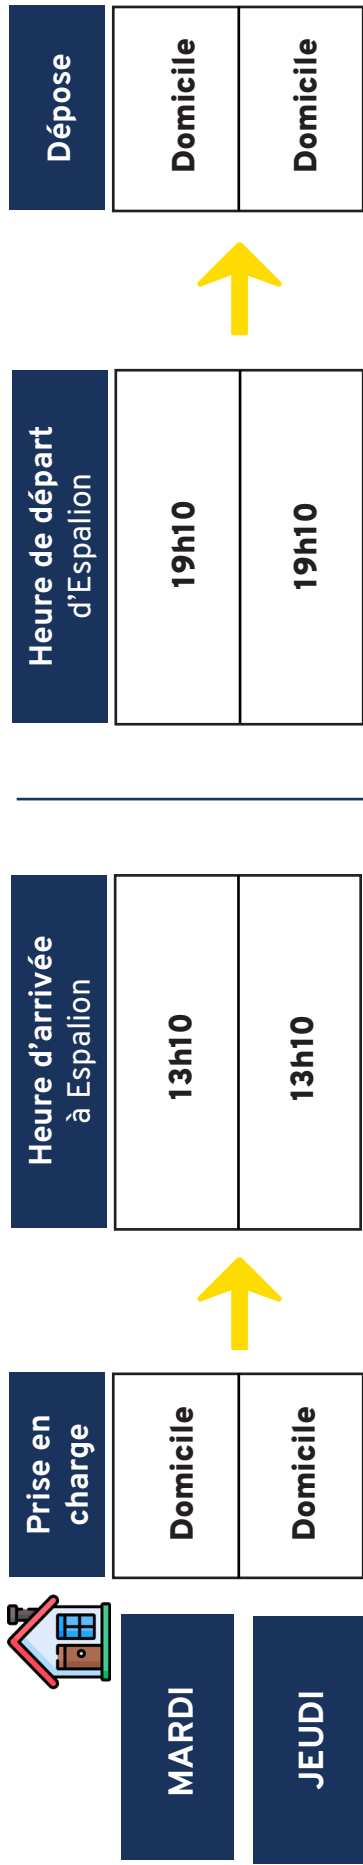 Prise en
charge
Heure d'arrivée
à Espalion
Heure de départ
d'Espalion
Dépose
MARDI
Domicile
13h10
19h10
Domicile
JEUDI
Domicile
13h10
19h10
Domicile